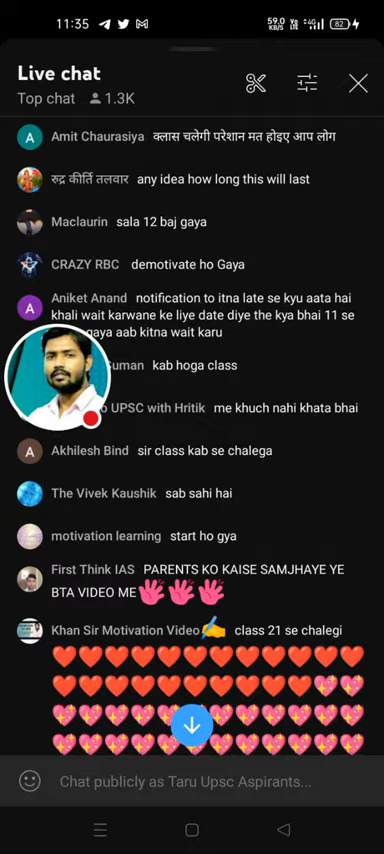 11:35
59.0 KB/S 4G 82
Live chat
Top chat 1.3K
A Amit Chaurasiya क्लास चलेगी परेशान मत होइए आप लोग
रुद्र कीर्ति तलवार any idea how long this will last
Maclaurin sala 12 baj gaya
CRAZY RBC demotivate ho Gaya
A Aniket Anand notification to itna late se kyu aata hai
khali wait karwane ke liye date diye the kya bhai 11 se
gaya aab kitna wait karu
uman kab hoga class
UPSC with Hritik me khuch nahi khata bhai
A Akhilesh Bind sir class kab se chalega
The Vivek Kaushik sab sahi hai
motivation learning start ho gya
First Think IAS PARENTS KO KAISE SAMJHAYE YE
BTA VIDEO ME
Khan Sir Motivation Video✍️ class 21 se chalegi
Chat publicly as Taru Upsc Aspirants...